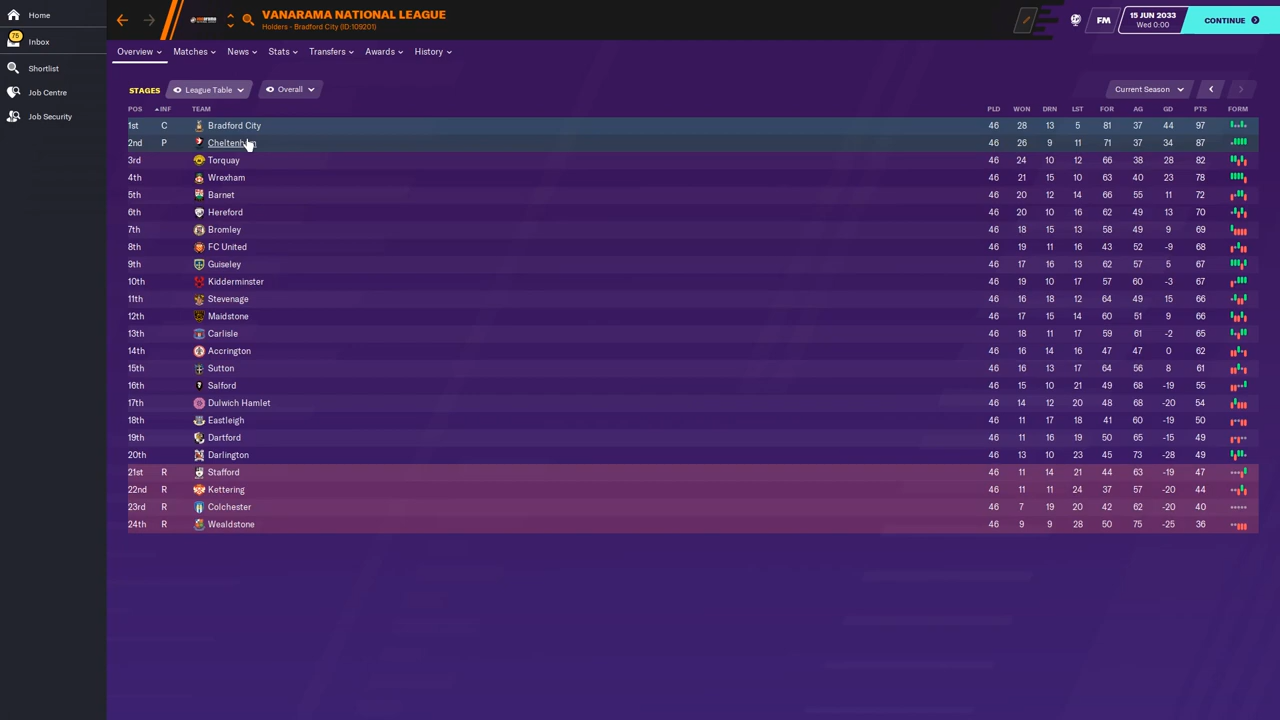 Home
75
Inbox
Shortlist
Job Centre
Job Security
VANARAMA NATIONAL LEAGUE
Holders - Bradford City (ID:109201)
FM
15 JUN 2033
Wed 0:00
CONTINUE
Overview Matches News Stats Transfers Awards History
STAGES League Table Overall Current Season
POS INF TEAM PLD WON DRN LST FOR AG GD PTS FORM
1st C Bradford City 46 28 13 5 81 37 44 97
2nd P Cheltenham 46 26 9 11 71 37 34 87
3rd Torquay 46 24 10 12 66 38 28 82
4th Wrexham 46 21 15 10 63 40 23 78
5th Barnet 46 20 12 14 66 55 11 72
6th Hereford 46 20 10 16 62 49 13 70
7th Bromley 46 18 15 13 58 49 9 69
8th FC United 46 19 11 16 43 52 -9 68
9th Guiseley 46 17 16 13 62 57 5 67
10th Kidderminster 46 19 10 17 57 60 -3 67
11th Stevenage 46 16 18 12 64 49 15 66
12th Maidstone 46 17 15 14 60 51 9 66
13th Carlisle 46 18 11 17 59 61 -2 65
14th Accrington 46 16 14 16 47 47 0 62
15th Sutton 46 16 13 17 64 56 8 61
16th Salford 46 15 10 21 49 68 -19 55
17th Dulwich Hamlet 46 14 12 20 48 68 -20 54
18th Eastleigh 46 11 17 18 41 60 -19 50
19th Dartford 46 11 16 19 50 65 -15 49
20th Darlington 46 13 10 23 45 73 -28 49
21st R Stafford 46 11 14 21 44 63 -19 47
22nd R Kettering 46 11 11 24 37 57 -20 44
23rd R Colchester 46 7 19 20 42 62 -20 40
24th R Wealdstone 46 9 9 28 50 75 -25 36